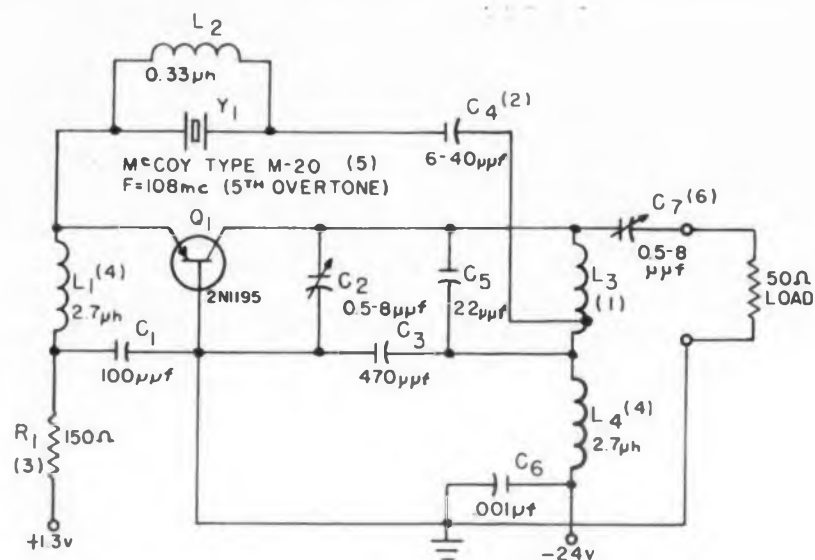 L2
0.33μh
Y1
C4(2)
6-40μμf
McCOY TYPE M-20 (5)
F=108mc (5TH OVERTONE)
Q1
2N1195
C7(6)
0.5-8
μμf
L1(4)
2.7μh
C2
0.5-8μμf
C5
22μμf
L3
(1)
50Ω
LOAD
C1
100μμf
C3
470μμf
R1
(3)
150Ω
L4(4)
2.7μh
C6
.001μf
+1.3v
-24v